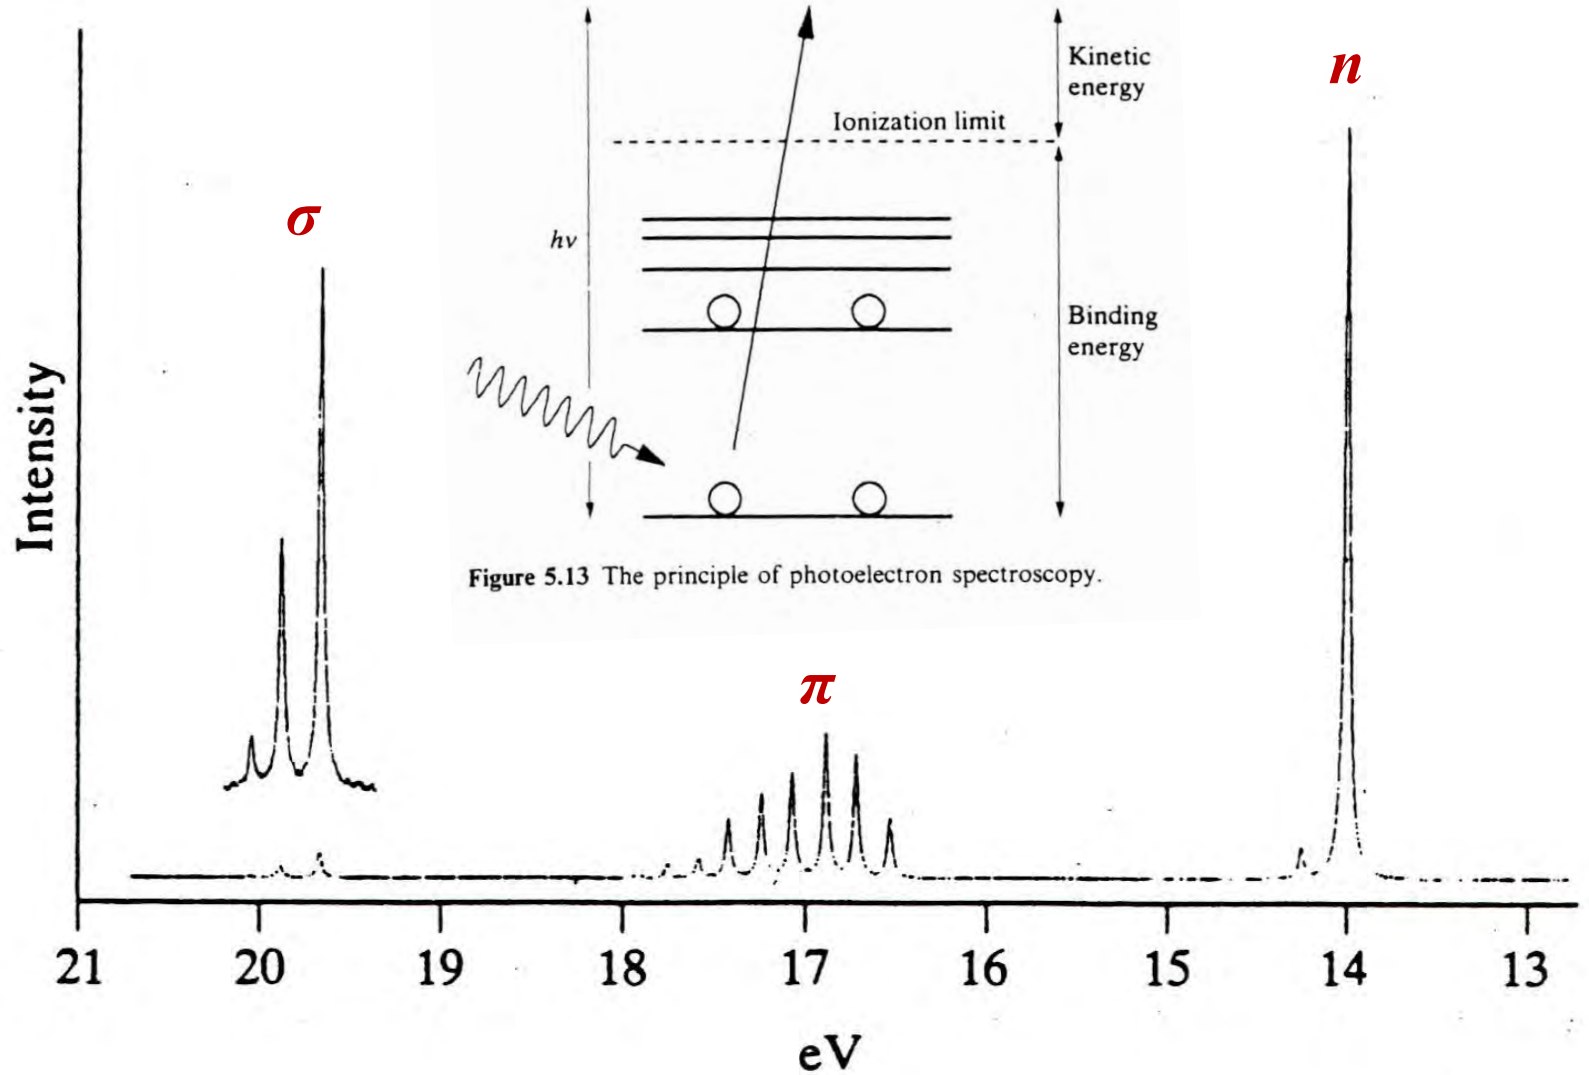 Kinetic
energy
n
Ionization limit
σ
hν
Binding
energy
Intensity
Figure 5.13 The principle of photoelectron spectroscopy.
π
21 20 19 18 17 16 15 14 13
eV